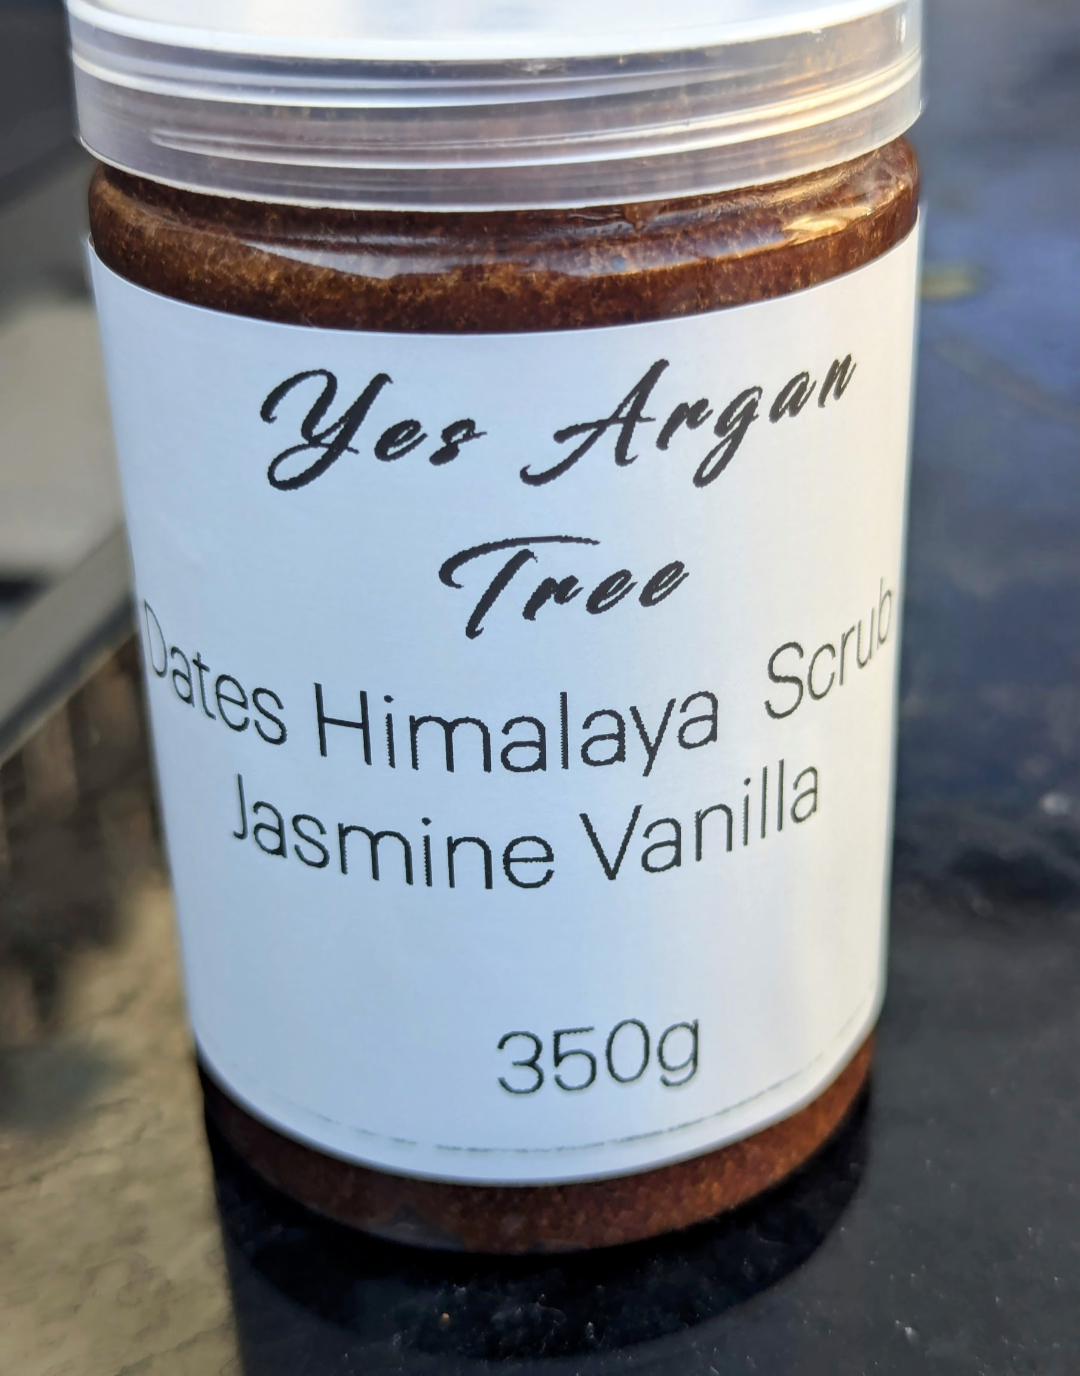 Yes Argan
Tree
Dates Himalaya Scrub
Jasmine Vanilla
350g